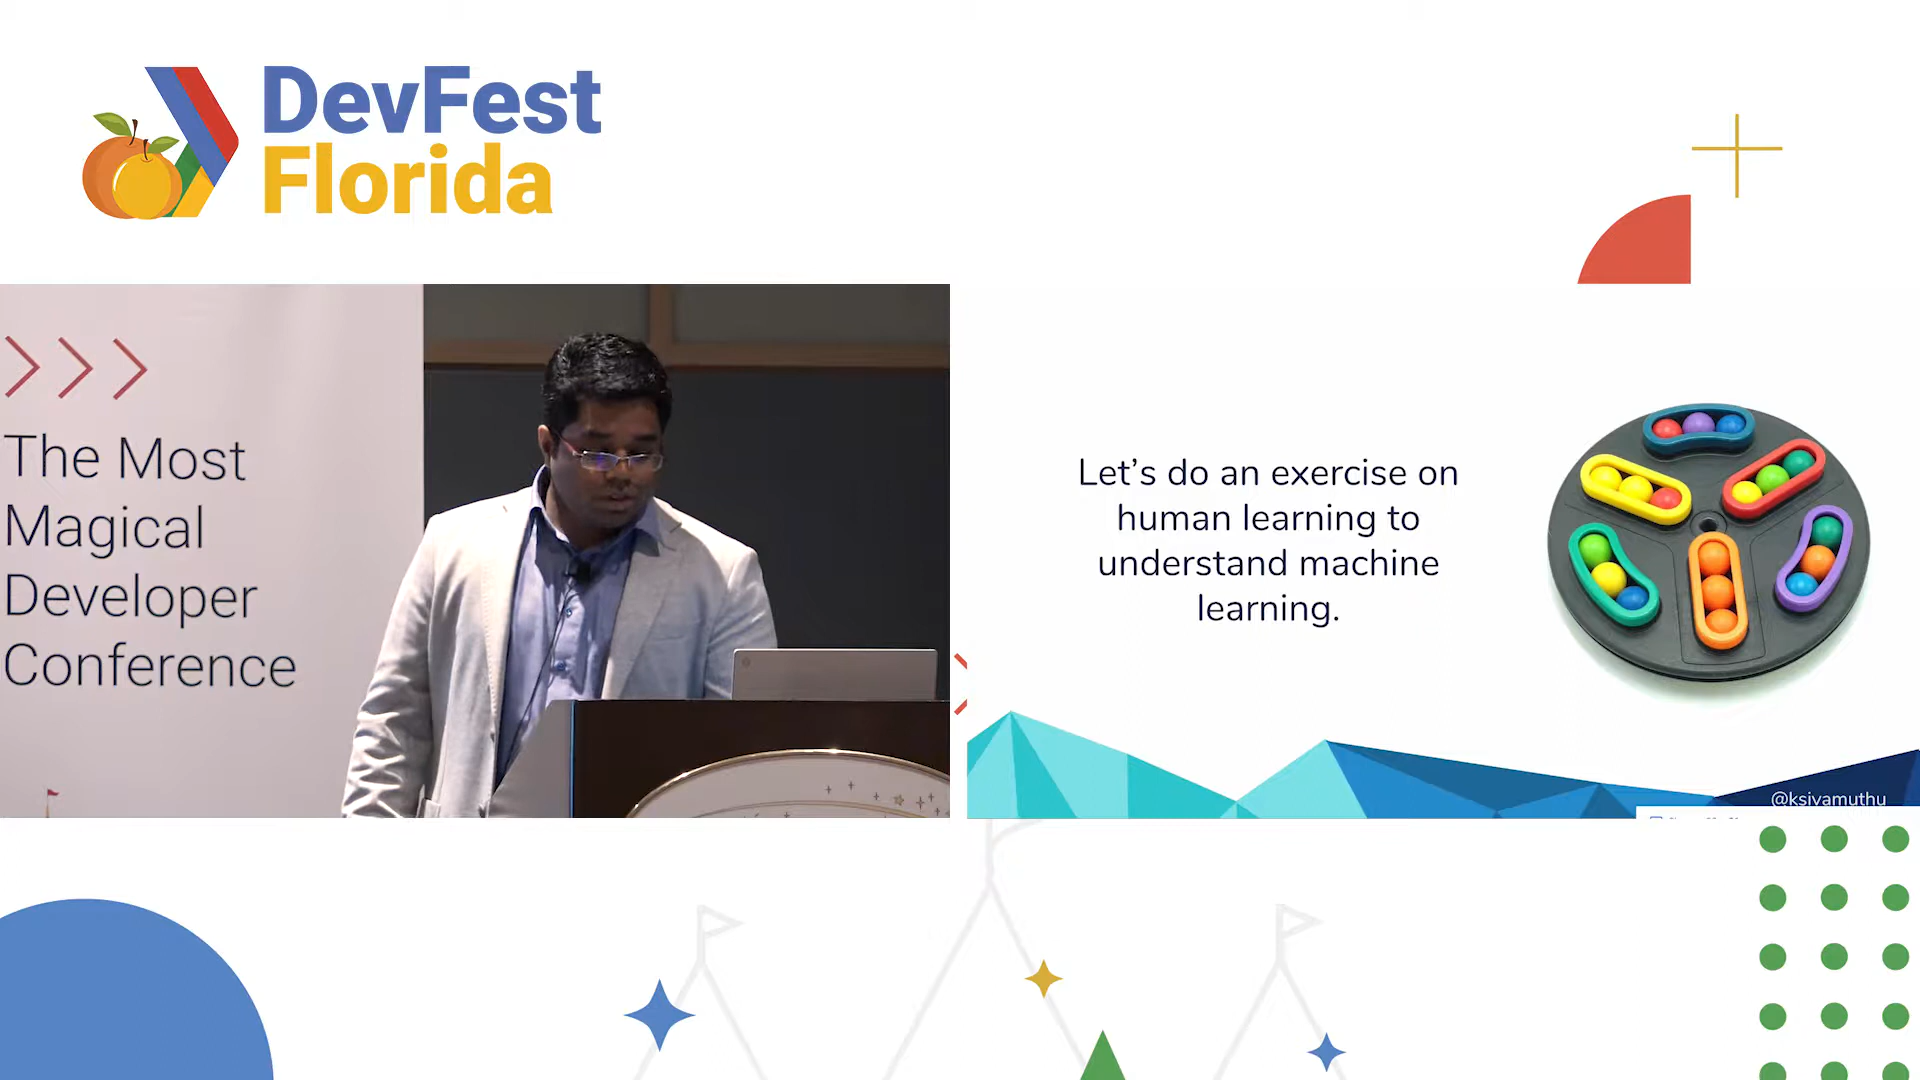 DevFest
Florida
The Most
Magical
Developer
Conference
Let's do an exercise on
human learning to
understand machine
learning.
@ksivamuthu